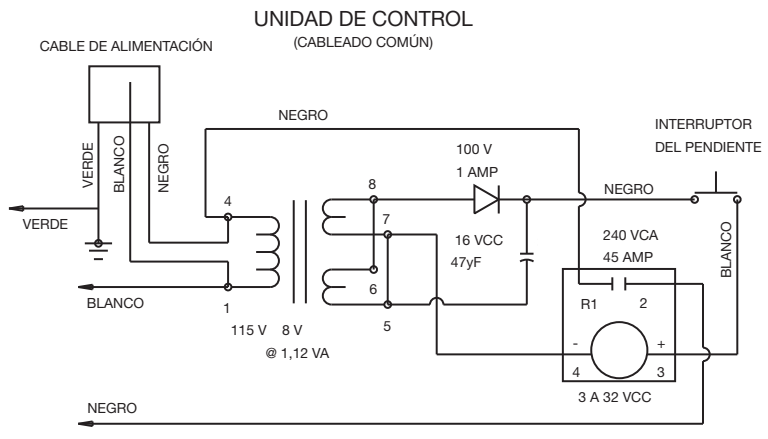 UNIDAD DE CONTROL
(CABLEADO COMÚN)
CABLE DE ALIMENTACIÓN
NEGRO
INTERRUPTOR
DEL PENDIENTE
100 V
1 AMP
VERDE
BLANCO
NEGRO
8
NEGRO
4
VERDE
7
16 VCC
47yF
240 VCA
45 AMP
BLANCO
6
BLANCO
1
5
R1
2
115 V
8 V
@ 1,12 VA
-
+
4
3
3 A 32 VCC
NEGRO